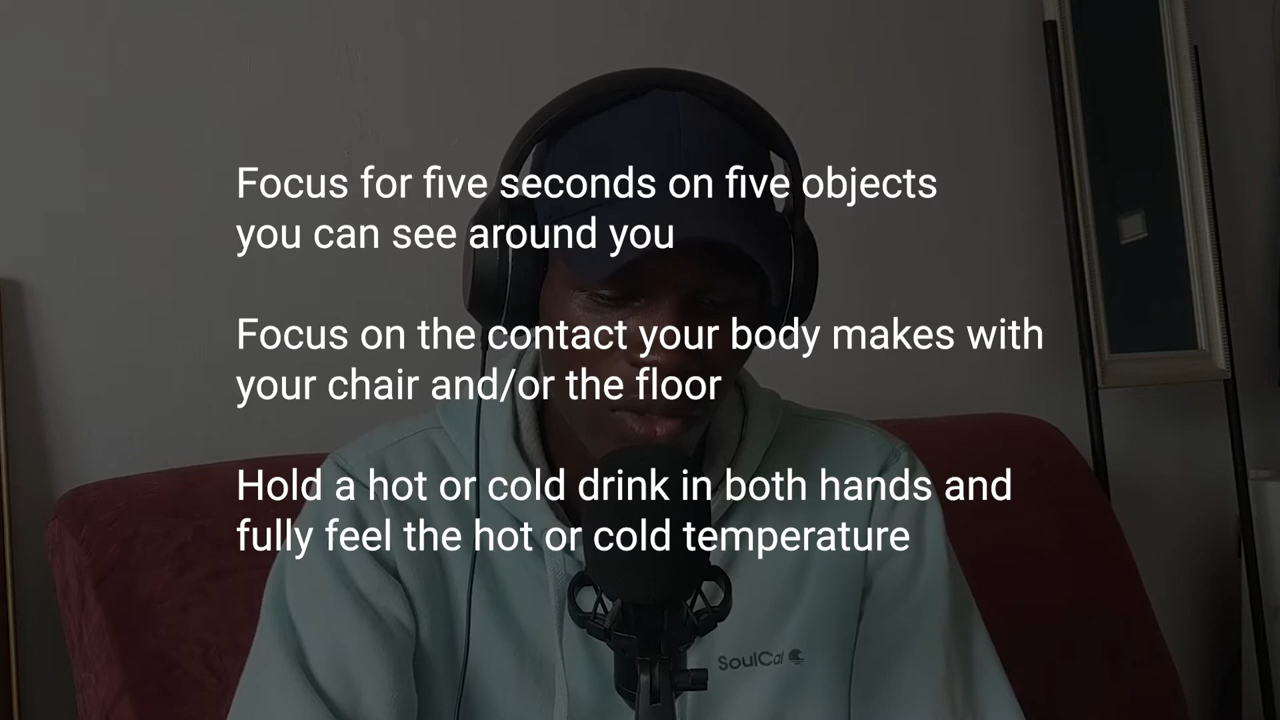 Focus for five seconds on five objects
you can see around you
Focus on the contact your body makes with
your chair and/or the floor
Hold a hot or cold drink in both hands and
fully feel the hot or cold temperature
SoulCal